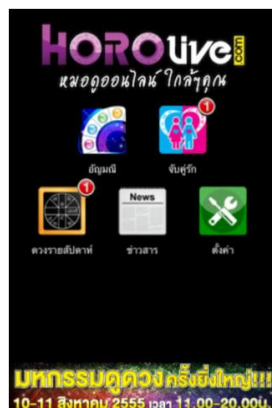 HOROlive.com
หมอดูออนไลน์ ใกล้ๆคุณ
1
อัญมณี
จับคู่รัก
1
News
ดวงรายสัปดาห์
ข่าวสาร
ตั้งค่า
มหกรรมดูดวงครั้งยิ่งใหญ่!!!
10-11 สิงหาคม 2555 เวลา 11.00-20.00น.